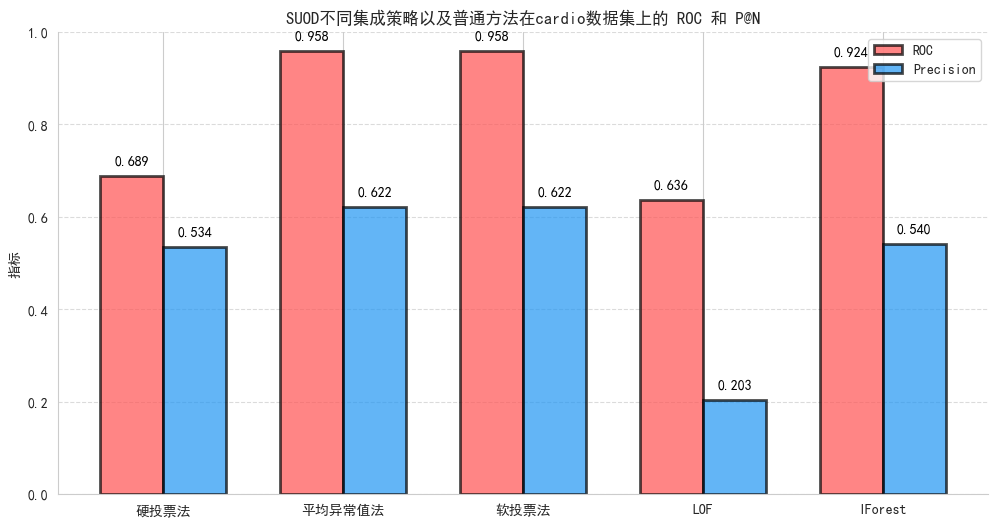 SUOD不同集成策略以及普通方法在cardio数据集上的 ROC 和 P@N
ROC
Precision
指标
1.0
0.8
0.6
0.4
0.2
0.0
0.689
0.534
0.958
0.622
0.958
0.622
0.636
0.203
0.924
0.540
硬投票法
平均异常值法
软投票法
LOF
IForest